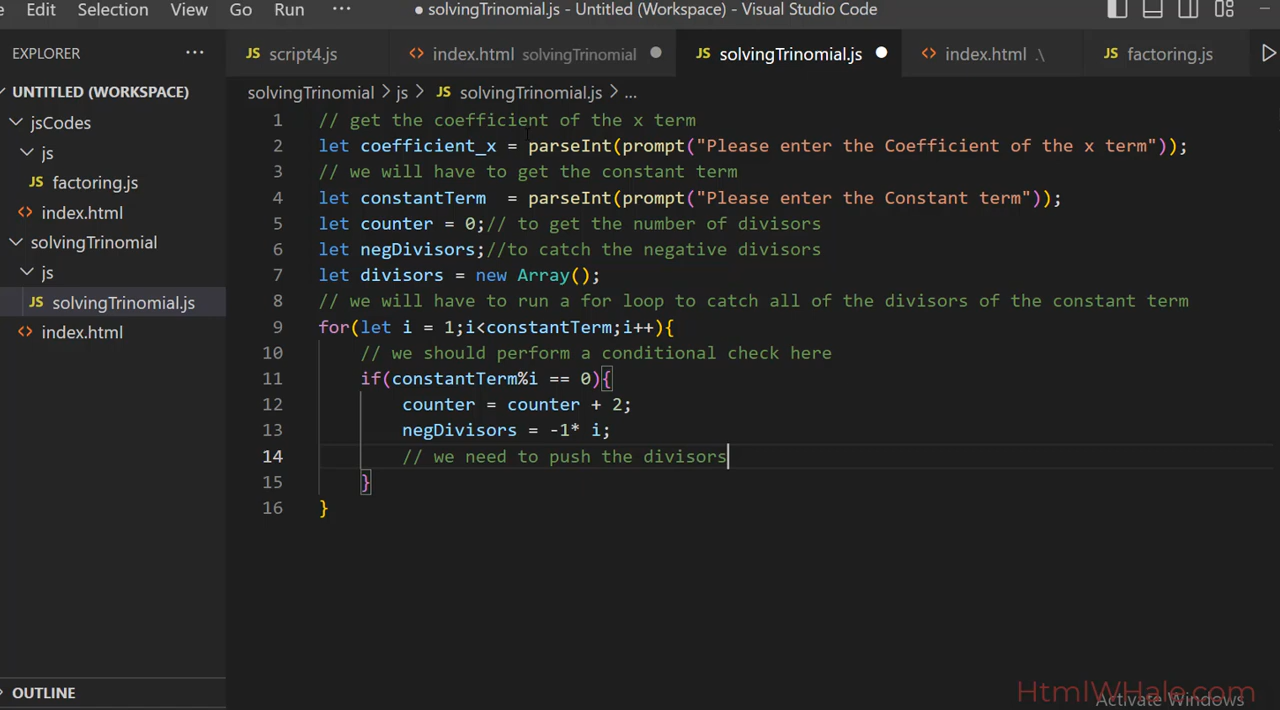 e Edit Selection View Go Run ··· ● solvingTrinomial.js - Untitled (Workspace) - Visual Studio Code
EXPLORER ···
JS script4.js <> index.html solvingTrinomial ● JS solvingTrinomial.js ● <> index.html .\ JS factoring.js
UNTITLED (WORKSPACE)
jsCodes
js
JS factoring.js
<> index.html
solvingTrinomial
js
JS solvingTrinomial.js
<> index.html
OUTLINE
solvingTrinomial > js > JS solvingTrinomial.js > ...
1 // get the coefficient of the x term
2 let coefficient_x = parseInt(prompt("Please enter the Coefficient of the x term"));
3 // we will have to get the constant term
4 let constantTerm  = parseInt(prompt("Please enter the Constant term"));
5 let counter = 0;// to get the number of divisors
6 let negDivisors;//to catch the negative divisors
7 let divisors = new Array();
8 // we will have to run a for loop to catch all of the divisors of the constant term
9 for(let i = 1;i<constantTerm;i++){
10     // we should perform a conditional check here
11     if(constantTerm%i == 0){
12         counter = counter + 2;
13         negDivisors = -1* i;
14         // we need to push the divisors
15     }
16 }
HtmlWHale.com
Activate Windows